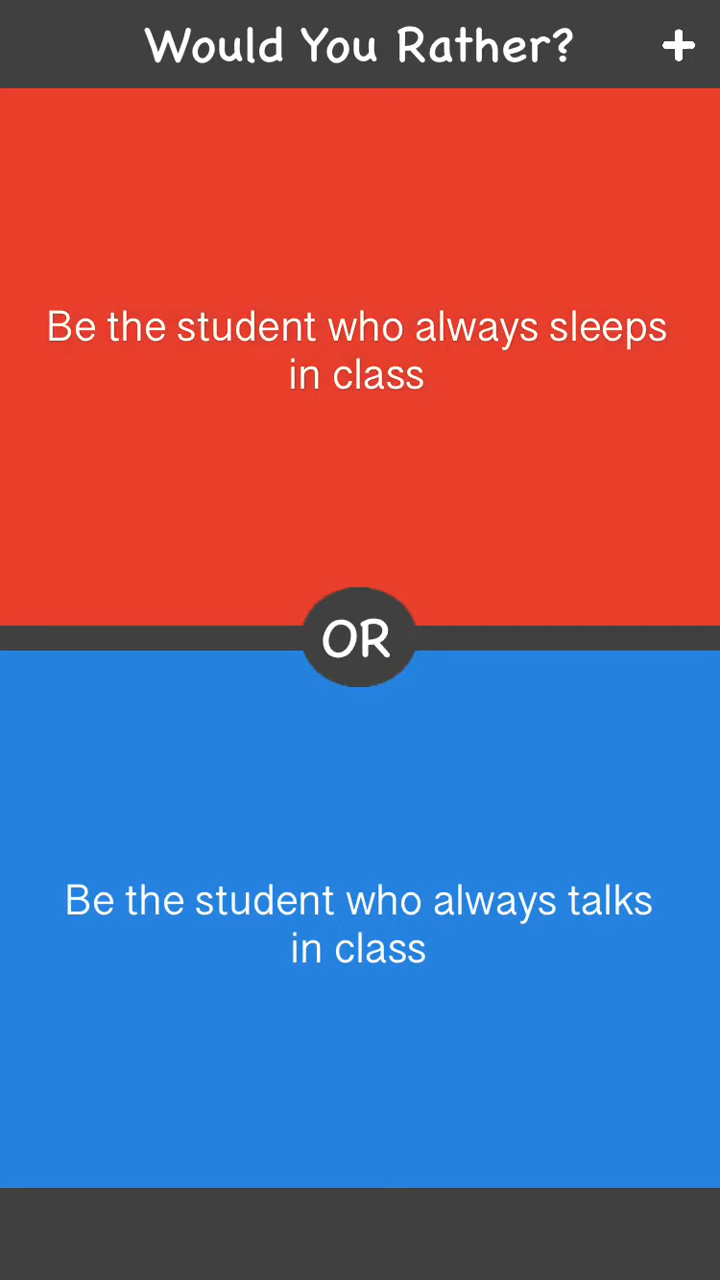 Would You Rather?
Be the student who always sleeps
in class
OR
Be the student who always talks
in class